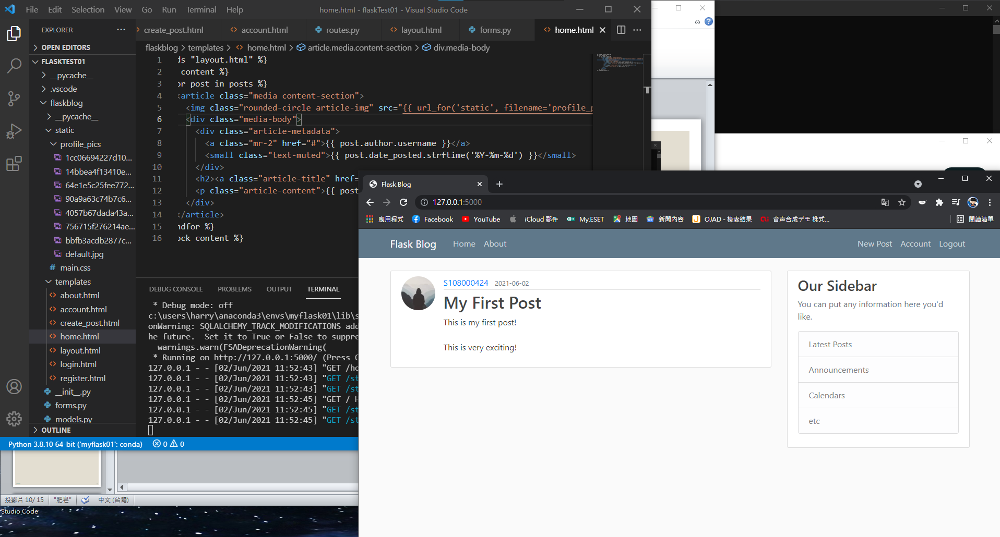 File Edit Selection View Go Run Terminal Help
home.html - flaskTest01 - Visual Studio Code
EXPLORER
OPEN EDITORS
FLASKTEST01
__pycache__
.vscode
flaskblog
__pycache__
static
profile_pics
1cc06694227d10...
14bbea4f13410e...
64e1e5c25fee772...
90a9a63c74b7c6...
4057b67dada43a...
756715f276214ae...
bbfb3acdb2877c...
default.jpg
main.css
templates
about.html
account.html
create_post.html
home.html
layout.html
login.html
register.html
__init__.py
forms.py
models.py
OUTLINE
create_post.html account.html routes.py layout.html forms.py home.html
flaskblog > templates > home.html > article.media.content-section > div.media-body
1 ds "layout.html" %}
2 content %}
3 or post in posts %}
4 <article class="media content-section">
5 <img class="rounded-circle article-img" src="{{ url_for('static', filename='profile_p
6 <div class="media-body">
7 <div class="article-metadata">
8 <a class="mr-2" href="#">{{ post.author.username }}</a>
9 <small class="text-muted">{{ post.date_posted.strftime('%Y-%m-%d') }}</small>
10 </div>
11 <h2><a class="article-title" href=
12 <p class="article-content">{{ post
13 </div>
14 </article>
15 ndfor %}
16 ock content %}
DEBUG CONSOLE PROBLEMS OUTPUT TERMINAL
* Debug mode: off
c:\users\harry\anaconda3\envs\myflask01\lib\s
onWarning: SQLALCHEMY_TRACK_MODIFICATIONS add
he future.  Set it to True or False to suppre
warnings.warn(FSADeprecationWarning(
* Running on http://127.0.0.1:5000/ (Press C
127.0.0.1 - - [02/Jun/2021 11:52:43] "GET /ho
127.0.0.1 - - [02/Jun/2021 11:52:43] "GET /st
127.0.0.1 - - [02/Jun/2021 11:52:43] "GET /st
127.0.0.1 - - [02/Jun/2021 11:52:45] "GET / H
127.0.0.1 - - [02/Jun/2021 11:52:45] "GET /st
127.0.0.1 - - [02/Jun/2021 11:52:45] "GET /st
Python 3.8.10 64-bit ('myflask01': conda) 0 0
投影片 10/ 15 "肥皂" 中文 (台灣)
Studio Code
Flask Blog
127.0.0.1:5000
應用程式 Facebook YouTube iCloud 郵件 My.ESET 地圖 新聞內容 OJAD - 検索結果 音声合成デモ 株式... 閱讀清單
Flask Blog Home About New Post Account Logout
S108000424 2021-06-02
My First Post
This is my first post!
This is very exciting!
Our Sidebar
You can put any information here you'd
like.
Latest Posts
Announcements
Calendars
etc